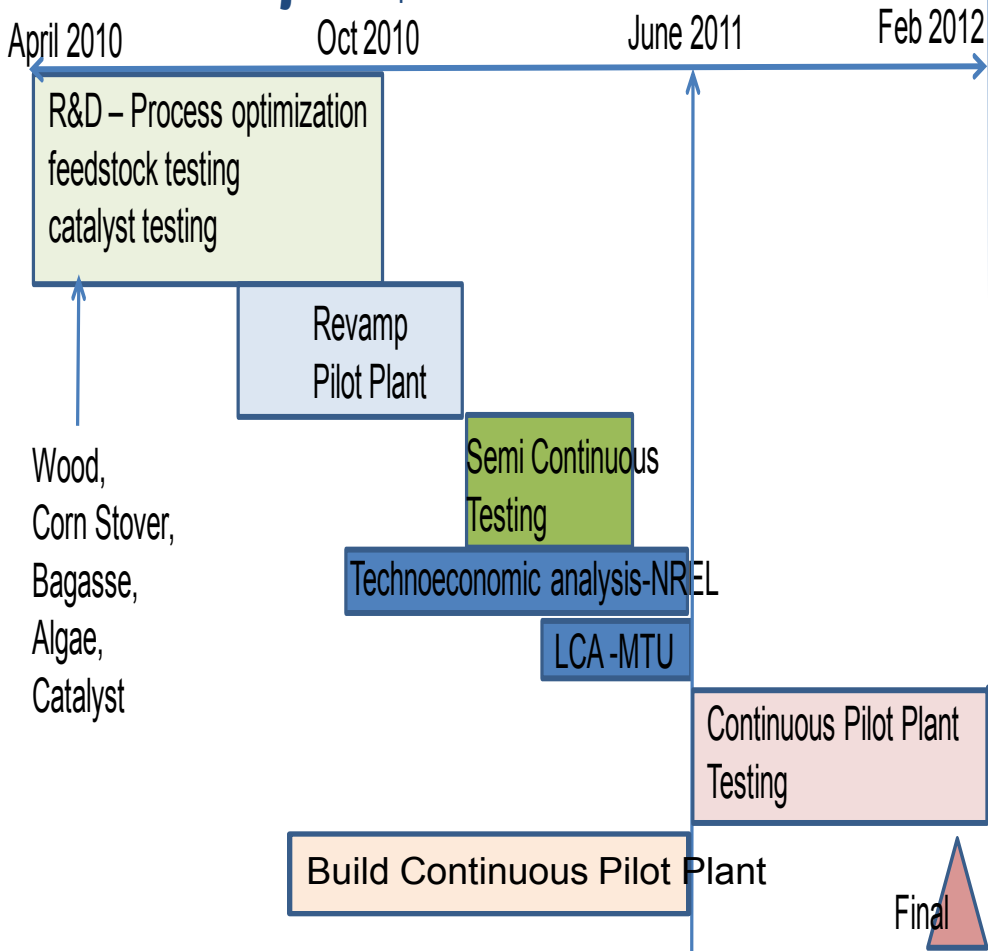 April 2010
Oct 2010
June 2011
Feb 2012
R&D – Process optimization
feedstock testing
catalyst testing
Revamp
Pilot Plant
Wood,
Corn Stover,
Bagasse,
Algae,
Catalyst
Semi Continuous
Testing
Technoeconomic analysis-NREL
LCA -MTU
Continuous Pilot Plant
Testing
Build Continuous Pilot Plant
Final